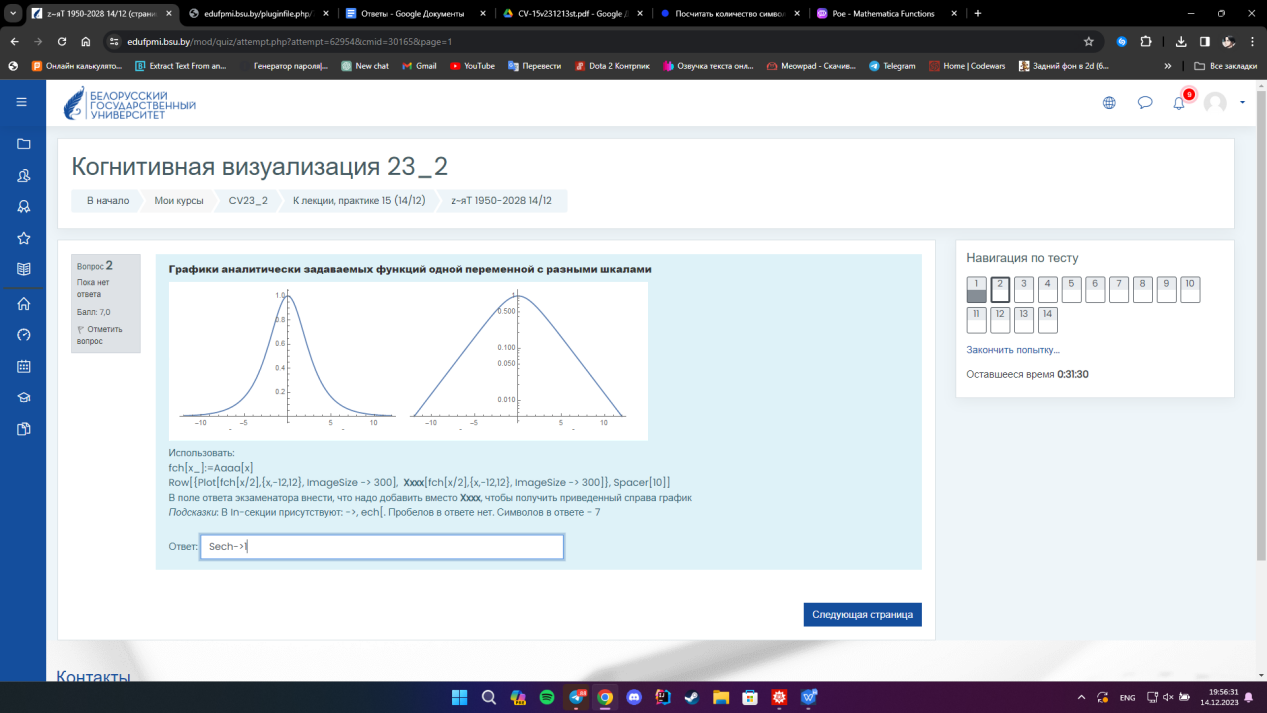 z-яТ 1950-2028 14/12 (страни
edufpmi.bsu.by/pluginfile.php/
Ответы - Google Документы
CV-15v231213st.pdf - Google Д
Посчитать количество символ
Poe - Mathematica Functions
edufpmi.bsu.by/mod/quiz/attempt.php?attempt=62954&cmid=30165&page=1
Онлайн калькулято...
Extract Text From an...
Генератор пароля|...
New chat
Gmail
YouTube
Перевести
Dota 2 Контрпик
Озвучка текста онл...
Meowpad - Скачив...
Telegram
Home | Codewars
Задний фон в 2d (6...
»
Все закладки
БЕЛОРУССКИЙ
ГОСУДАРСТВЕННЫЙ
УНИВЕРСИТЕТ
9
Когнитивная визуализация 23_2
В начало
Мои курсы
CV23_2
К лекции, практике 15 (14/12)
z-яТ 1950-2028 14/12
Вопрос 2
Пока нет
ответа
Балл: 7,0
Отметить
вопрос
Графики аналитически задаваемых функций одной переменной с разными шкалами
1.0
0.8
0.6
0.4
0.2
-10 -5 5 10
1
0.500
0.100
0.050
0.010
-10 -5 5 10
Использовать:
fch[x_]:=Aaaa[x]
Row[{Plot[fch[x/2],{x,-12,12}, ImageSize -> 300], Xxxx[fch[x/2],{x,-12,12}, ImageSize -> 300]}, Spacer[10]]
В поле ответа экзаменатора внести, что надо добавить вместо Xxxx, чтобы получить приведенный справа график
Подсказки: В In-секции присутствуют: ->, ech[. Пробелов в ответе нет. Символов в ответе - 7
Ответ: Sech->1
Следующая страница
Навигация по тесту
1 2 3 4 5 6 7 8 9 10
11 12 13 14
Закончить попытку...
Оставшееся время 0:31:30
Контакты
ENG
19:56:31
14.12.2023